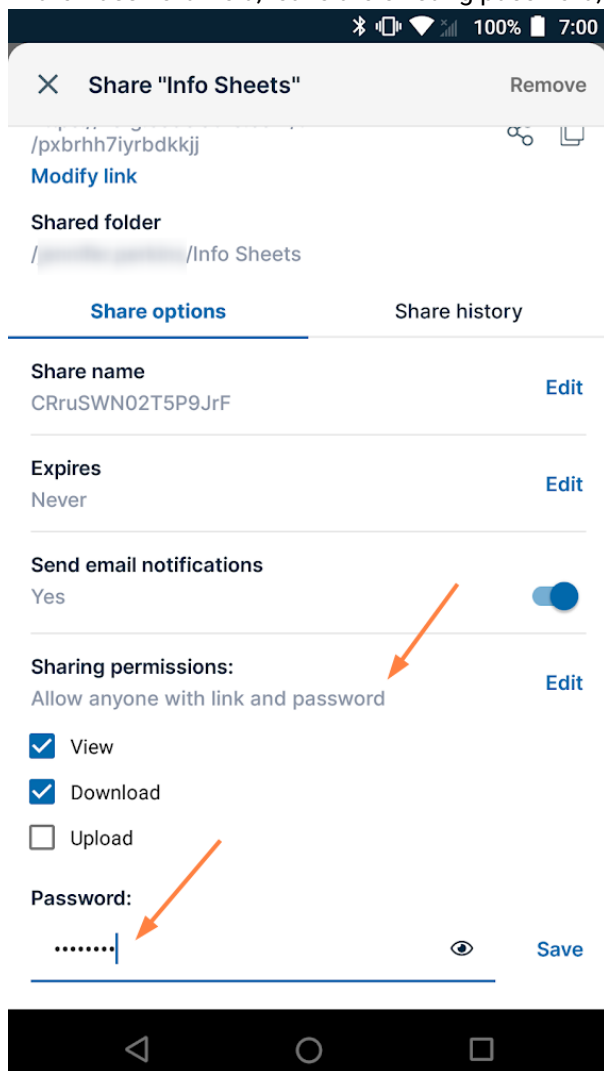 100% 7:00
Share "Info Sheets" Remove
/pxbrhh7iyrbdkkjj
Modify link
Shared folder
/ /Info Sheets
Share options Share history
Share name
CRruSWN02T5P9JrF Edit
Expires
Never Edit
Send email notifications
Yes
Sharing permissions:
Allow anyone with link and password Edit
View
Download
Upload
Password:
•••••••• Save